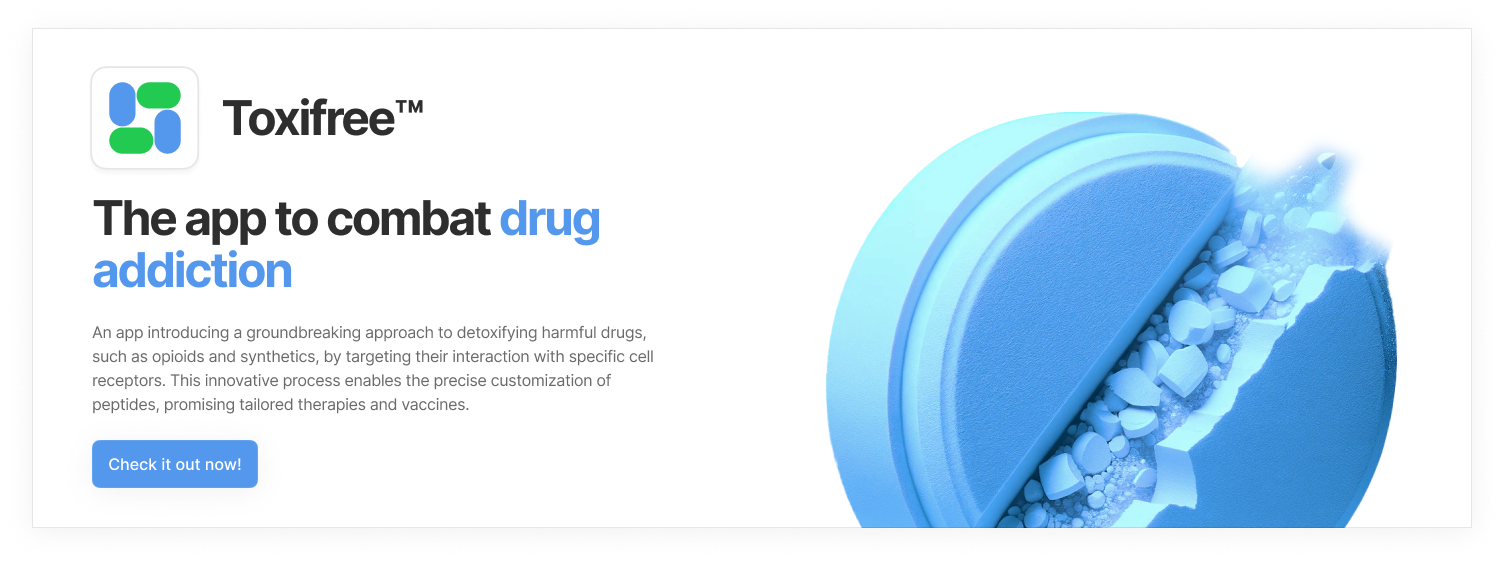 Toxifree™
The app to combat drug
addiction
An app introducing a groundbreaking approach to detoxifying harmful drugs,
such as opioids and synthetics, by targeting their interaction with specific cell
receptors. This innovative process enables the precise customization of
peptides, promising tailored therapies and vaccines.
Check it out now!